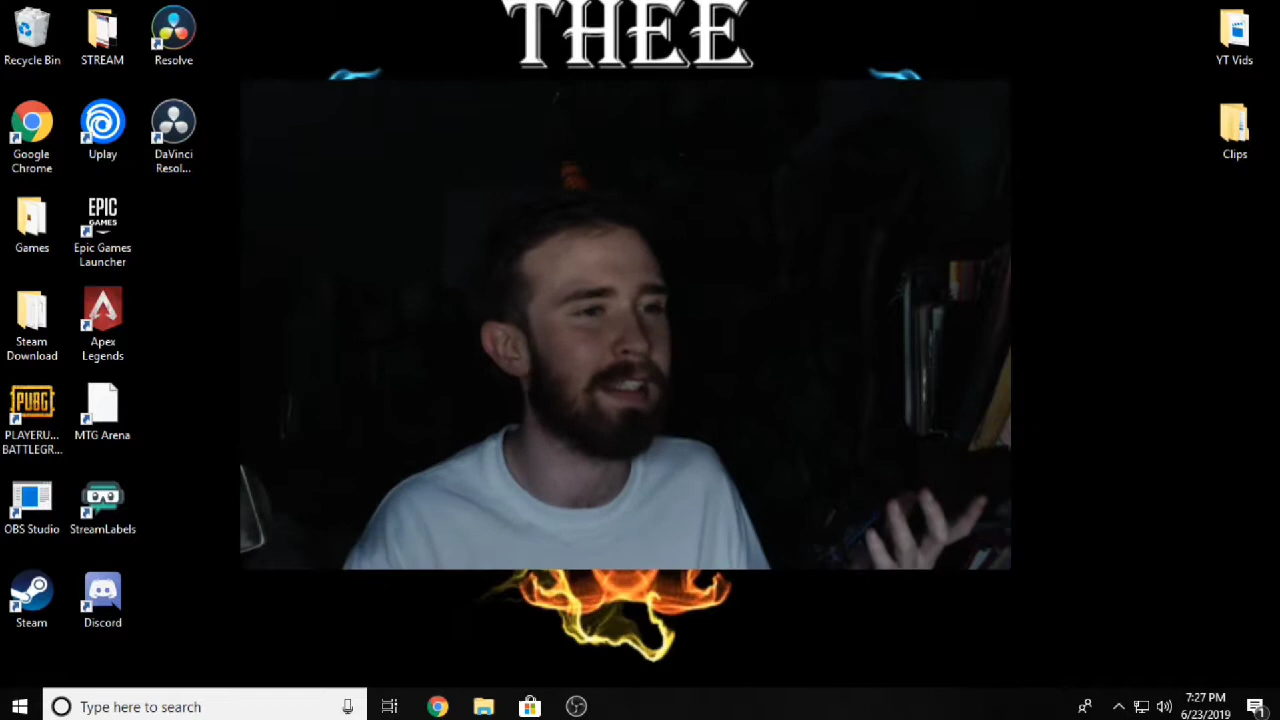 THEE
Recycle Bin
STREAM
Resolve
YT Vids
Google
Chrome
Uplay
DaVinci
Resol...
Clips
Games
EPIC
GAMES
Epic Games
Launcher
Steam
Download
Apex
Legends
PUBG
PLAYERU...
BATTLEGR...
MTG Arena
OBS Studio
StreamLabels
Steam
Discord
Type here to search
7:27 PM
6/23/2019
1